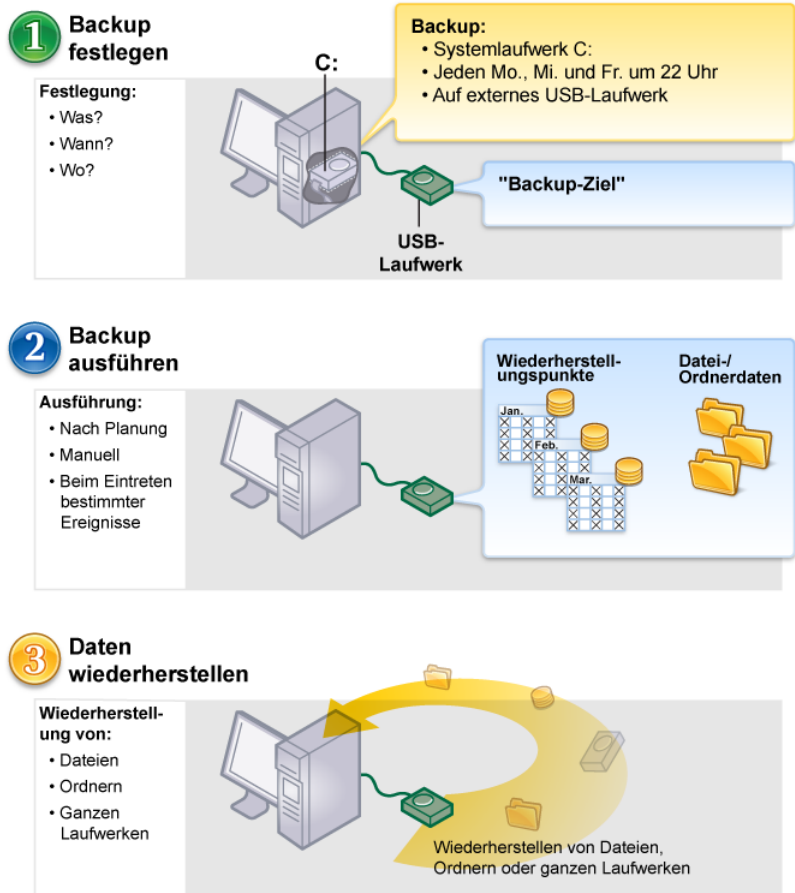 1
Backup
festlegen
Festlegung:
• Was?
• Wann?
• Wo?
C:
Backup:
• Systemlaufwerk C:
• Jeden Mo., Mi. und Fr. um 22 Uhr
• Auf externes USB-Laufwerk
"Backup-Ziel"
USB-
Laufwerk
2
Backup
ausführen
Ausführung:
• Nach Planung
• Manuell
• Beim Eintreten
bestimmter
Ereignisse
Wiederherstell-
ungspunkte
Jan.
Feb.
Mar.
Datei-/
Ordnerdaten
3
Daten
wiederherstellen
Wiederherstell-
ung von:
• Dateien
• Ordnern
• Ganzen
Laufwerken
Wiederherstellen von Dateien,
Ordnern oder ganzen Laufwerken